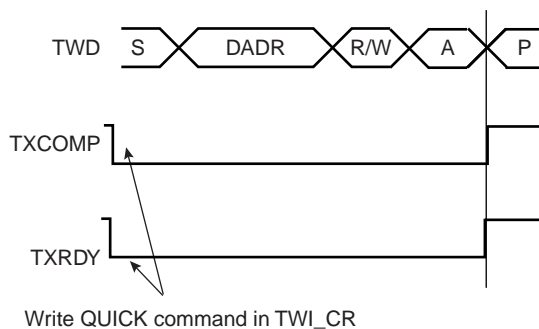 TWD S DADR R/W A P
TXCOMP
TXRDY
Write QUICK command in TWI_CR